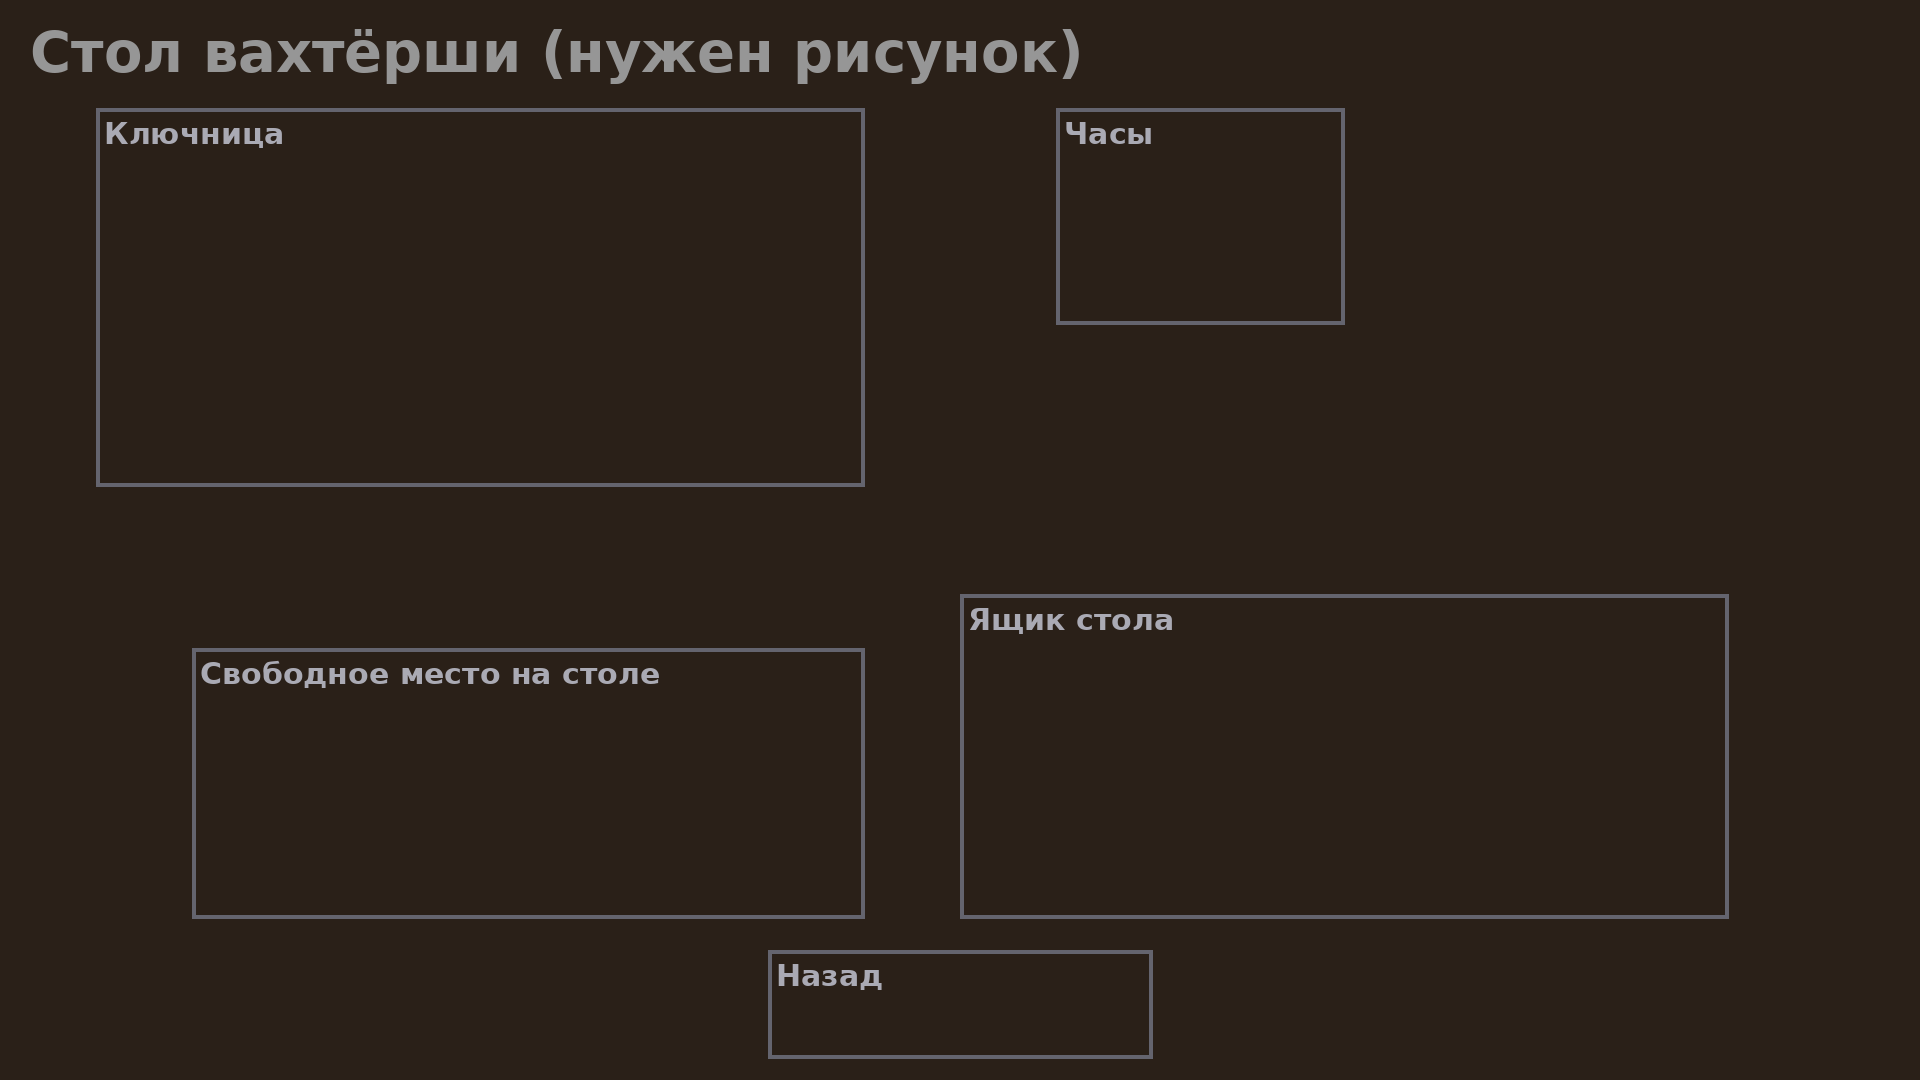 Стол вахтёрши (нужен рисунок)
Ключница
Часы
Ящик стола
Свободное место на столе
Назад